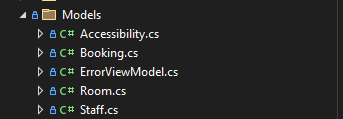 Models
C# Accessibility.cs
C# Booking.cs
C# ErrorViewModel.cs
C# Room.cs
C# Staff.cs